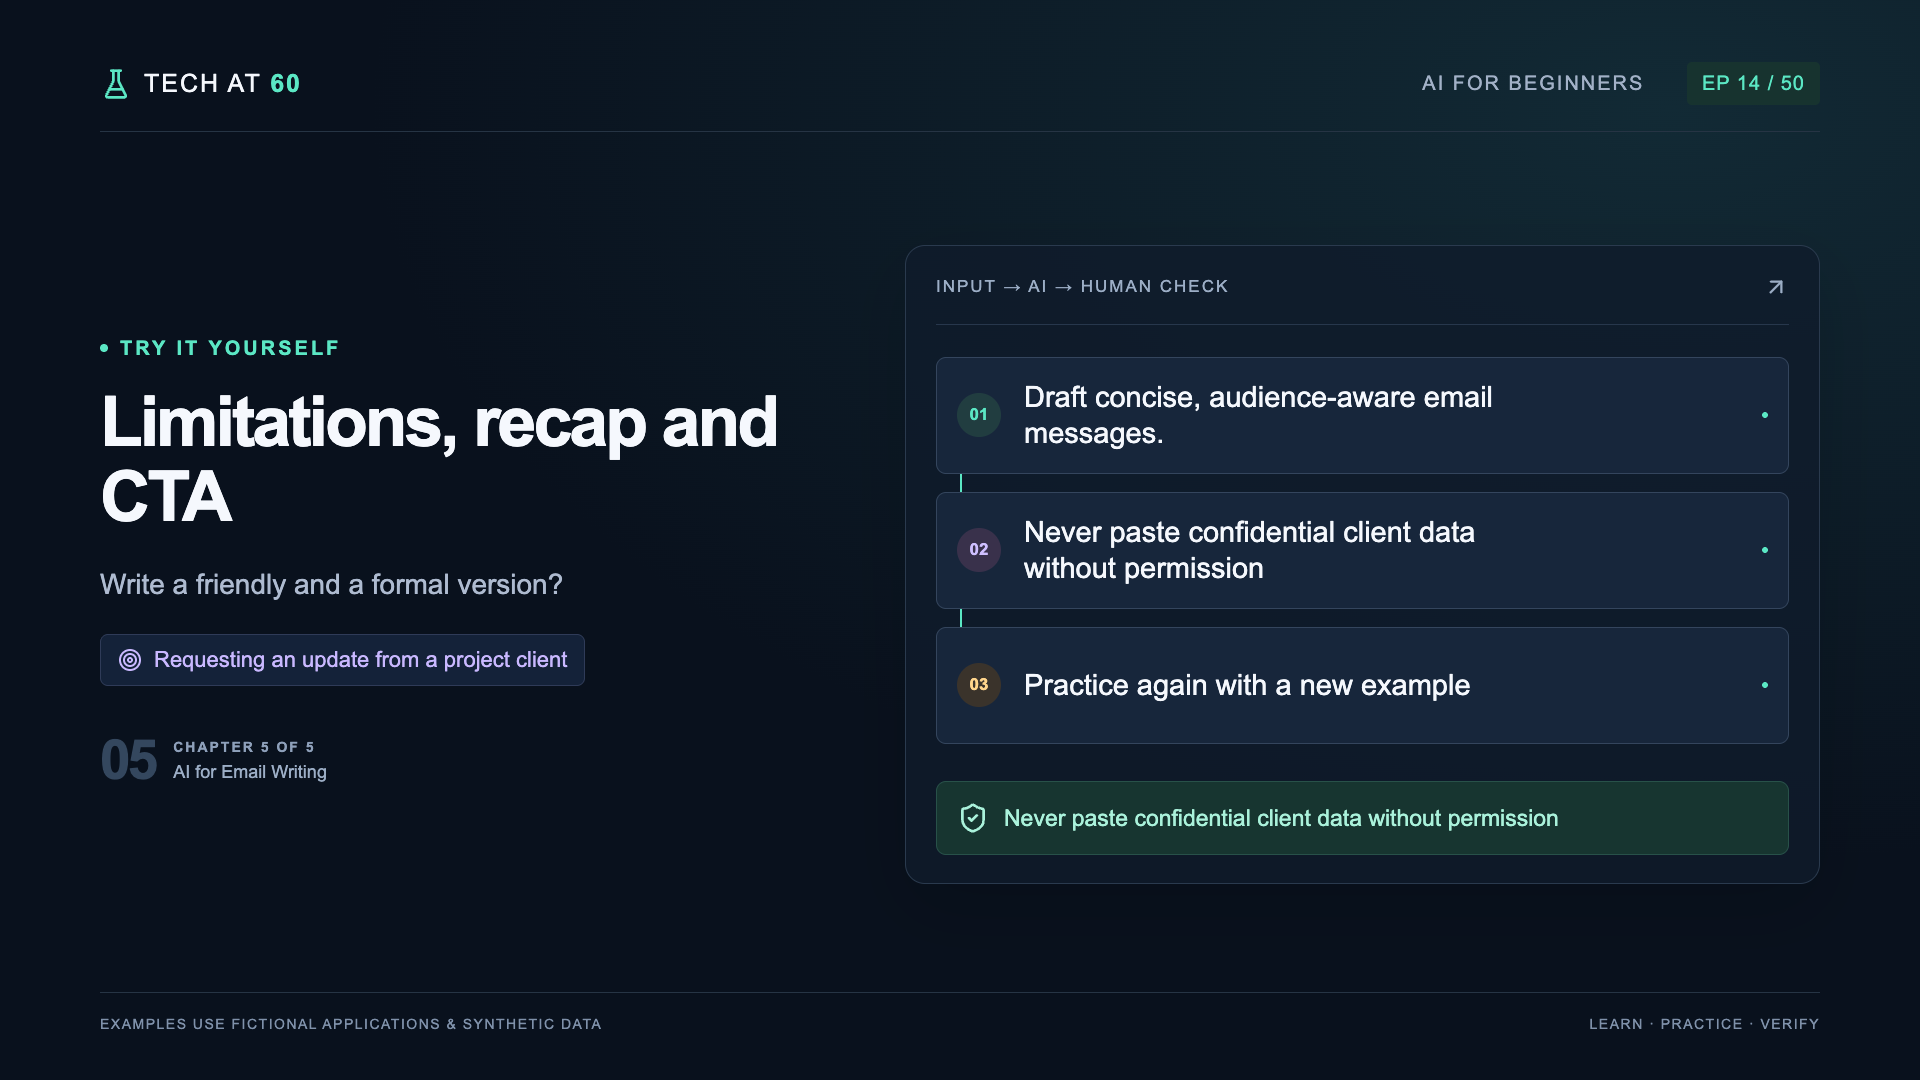 TECH AT 60
AI FOR BEGINNERS
EP 14 / 50
• TRY IT YOURSELF
Limitations, recap and
CTA
Write a friendly and a formal version?
Requesting an update from a project client
05
CHAPTER 5 OF 5
AI for Email Writing
INPUT → AI → HUMAN CHECK
01
Draft concise, audience-aware email
messages.
02
Never paste confidential client data
without permission
03
Practice again with a new example
Never paste confidential client data without permission
EXAMPLES USE FICTIONAL APPLICATIONS & SYNTHETIC DATA
LEARN · PRACTICE · VERIFY